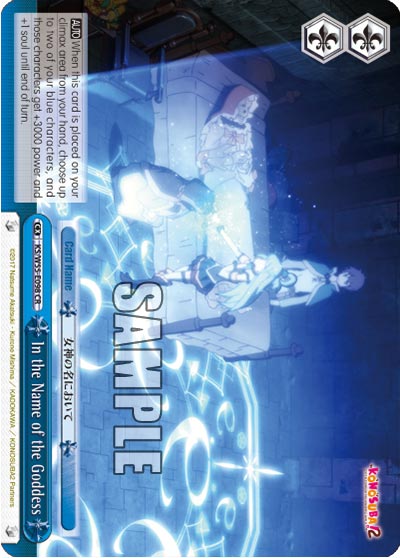 [AUTO] When this card is placed on your
climax area from your hand, choose up
to two of your blue characters, and
those characters get +3000 power and
+1 soul until end of turn.
Card Name
女神の名において
CCX KS/W55-E098 CR
In the Name of the Goddess
©2017 Natsume Akatsuki・Kurone Mishima / KADOKAWA / KONOSUBA2 Partners
SAMPLE
KONOSUBA!2